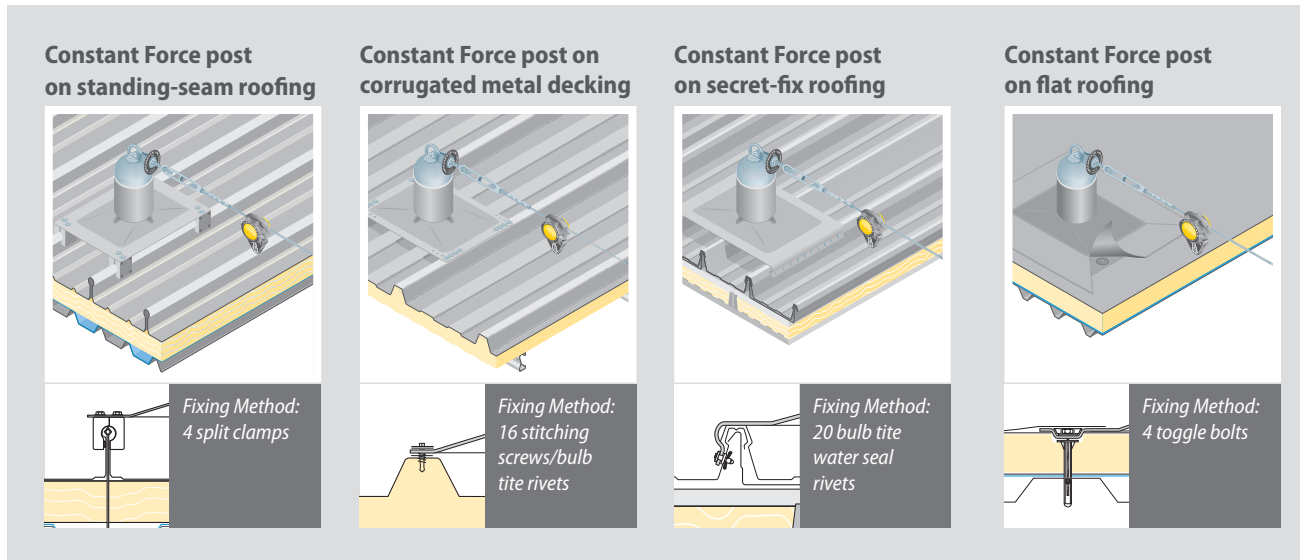 Constant Force post
on standing-seam roofing
Fixing Method:
4 split clamps
Constant Force post on
corrugated metal decking
Fixing Method:
16 stitching
screws/bulb
tite rivets
Constant Force post
on secret-fix roofing
Fixing Method:
20 bulb tite
water seal
rivets
Constant Force post
on flat roofing
Fixing Method:
4 toggle bolts